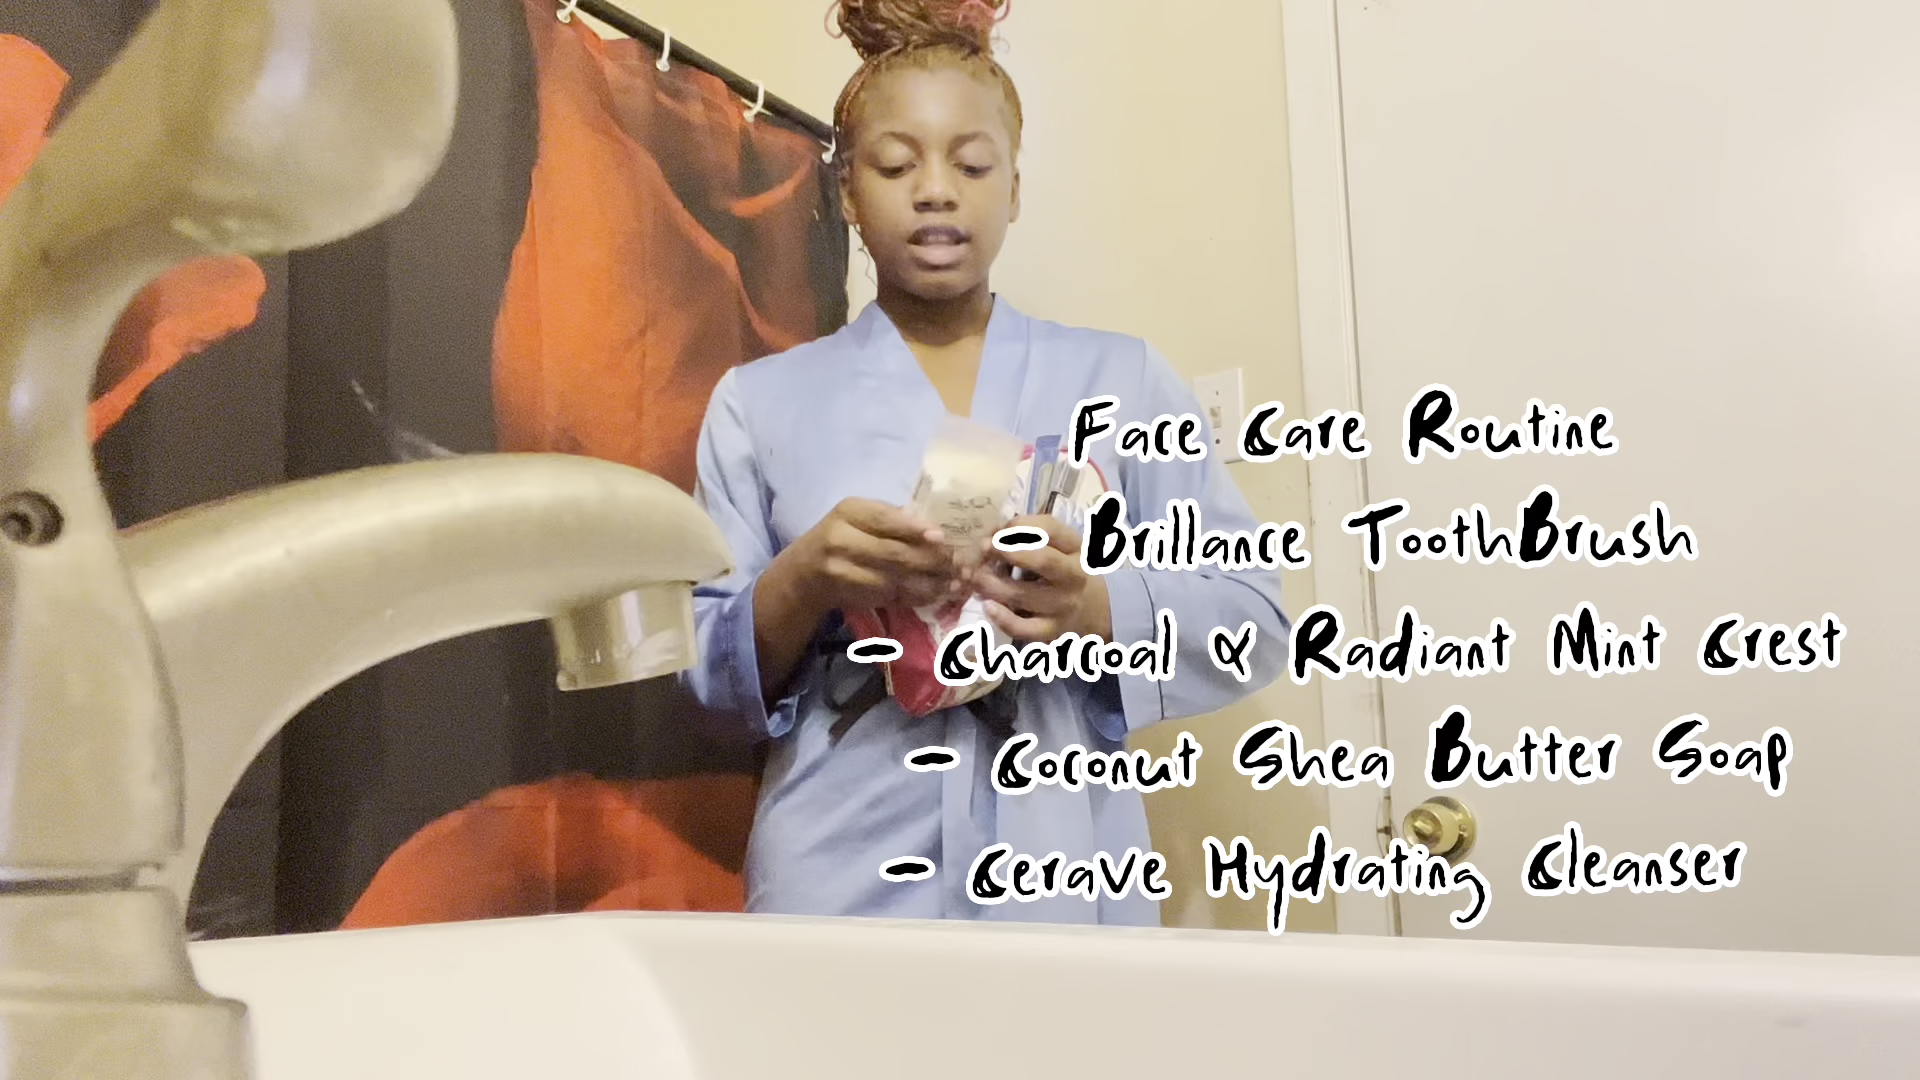 Face Care Routine
- Brillance ToothBrush
- Charcoal & Radiant Mint Crest
- Coconut Shea Butter Soap
- CeraVe Hydrating Cleanser